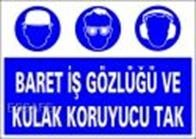 BARET İŞ GÖZLÜĞÜ VE
KULAK KORUYUCU TAK